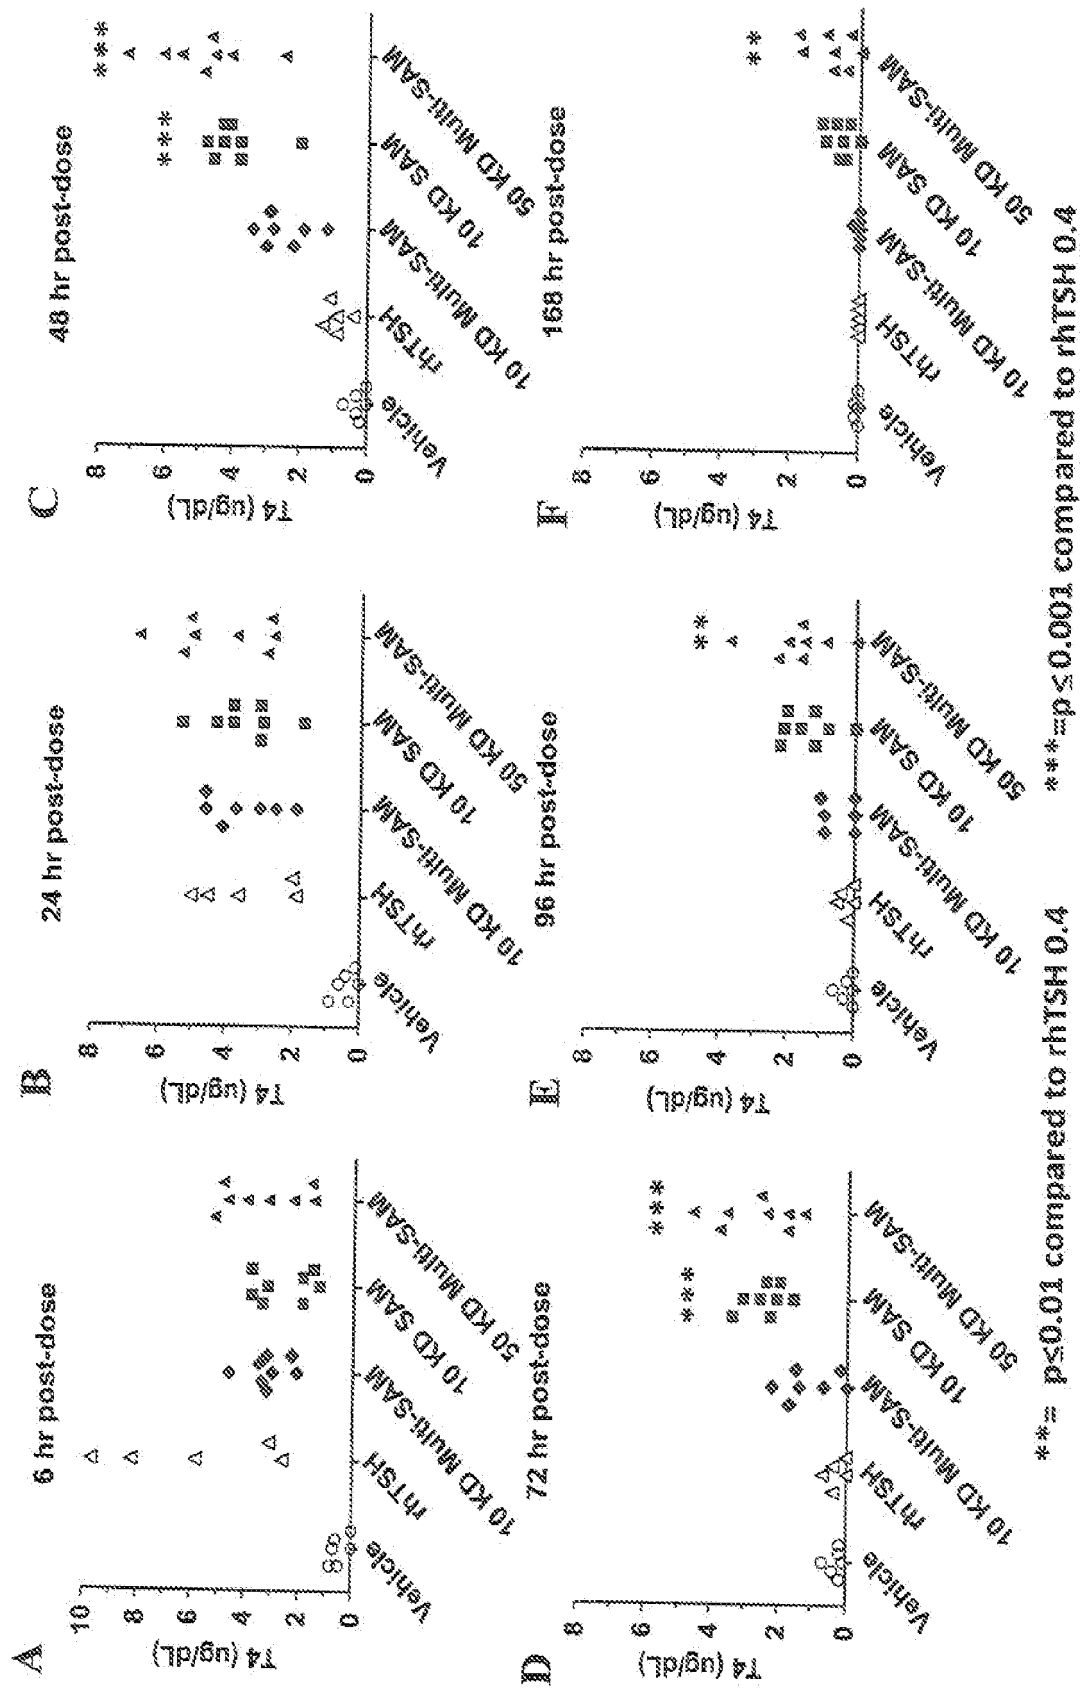 A
6 hr post-dose
T4 (ug/dL)
10
8
6
4
2
0
Vehicle
rhTSH
10 KD Multi-SAM
10 KD SAM
50 KD Multi-SAM
B
24 hr post-dose
T4 (ug/dL)
8
6
4
2
0
Vehicle
rhTSH
10 KD Multi-SAM
10 KD SAM
50 KD Multi-SAM
C
48 hr post-dose
T4 (ug/dL)
8
6
4
2
0
***
***
Vehicle
rhTSH
10 KD Multi-SAM
10 KD SAM
50 KD Multi-SAM
D
72 hr post-dose
T4 (ug/dL)
8
6
4
2
0
***
***
Vehicle
rhTSH
10 KD Multi-SAM
10 KD SAM
50 KD Multi-SAM
E
96 hr post-dose
T4 (ug/dL)
8
6
4
2
0
**
Vehicle
rhTSH
10 KD Multi-SAM
10 KD SAM
50 KD Multi-SAM
F
168 hr post-dose
T4 (ug/dL)
8
6
4
2
0
**
Vehicle
rhTSH
10 KD Multi-SAM
10 KD SAM
50 KD Multi-SAM
**= p≤0.01 compared to rhTSH 0.4
***=p≤0.001 compared to rhTSH 0.4